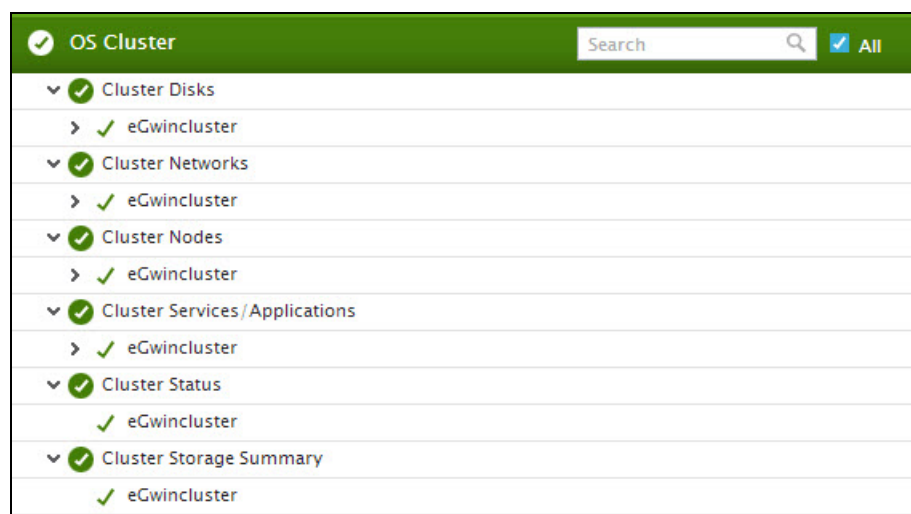 OS Cluster
Search
All
Cluster Disks
eGwincluster
Cluster Networks
eGwincluster
Cluster Nodes
eGwincluster
Cluster Services/Applications
eGwincluster
Cluster Status
eGwincluster
Cluster Storage Summary
eGwincluster